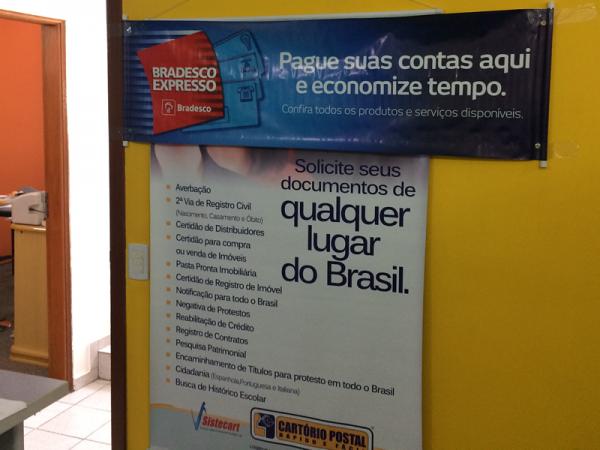 BRADESCO
EXPRESSO
Bradesco
Pague suas contas aqui
e economize tempo.
Confira todos os produtos e serviços disponíveis.
Solicite seus
documentos de
qualquer
lugar
do Brasil.
Averbação
2ª Via de Registro Civil
(Nascimento, Casamento e Óbito)
Certidão de Distribuidores
Certidão para compra
ou venda de Imóveis
Pasta Pronta Imobiliária
Certidão de Registro de Imóvel
Notificação para todo o Brasil
Negativa de Protestos
Reabilitação de Crédito
Registro de Contratos
Pesquisa Patrimonial
Encaminhamento de Títulos para protesto em todo o Brasil
Cidadania (Espanhola,Portuguesa e Italiana)
Busca de Histórico Escolar
Sistecart
CARTÓRIO POSTAL
RÁPIDO E FÁCIL